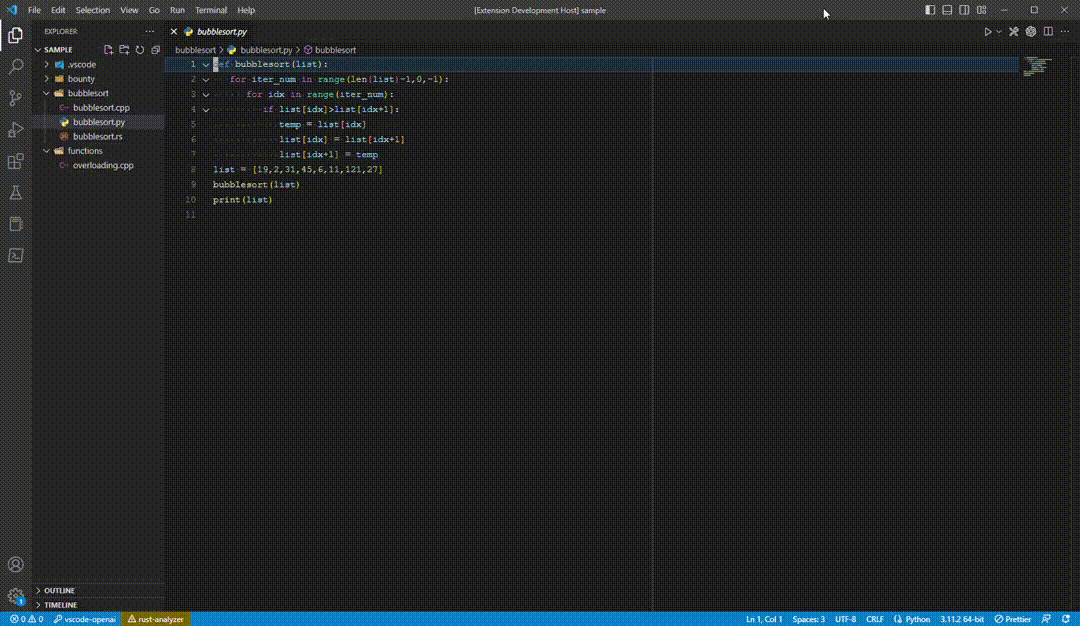 File Edit Selection View Go Run Terminal Help
[Extension Development Host] sample
EXPLORER
SAMPLE
.vscode
bounty
bubblesort
bubblesort.cpp
bubblesort.py
bubblesort.rs
functions
overloading.cpp
OUTLINE
TIMELINE
bubblesort.py
bubblesort > bubblesort.py > bubblesort
1 def bubblesort(list):
2 for iter_num in range(len(list)-1,0,-1):
3 for idx in range(iter_num):
4 if list[idx]>list[idx+1]:
5 temp = list[idx]
6 list[idx] = list[idx+1]
7 list[idx+1] = temp
8 list = [19,2,31,45,6,11,121,27]
9 bubblesort(list)
10 print(list)
11
1
0 0 vscode-openai rust-analyzer Ln 1, Col 1 Spaces: 3 UTF-8 CRLF Python 3.11.2 64-bit Prettier